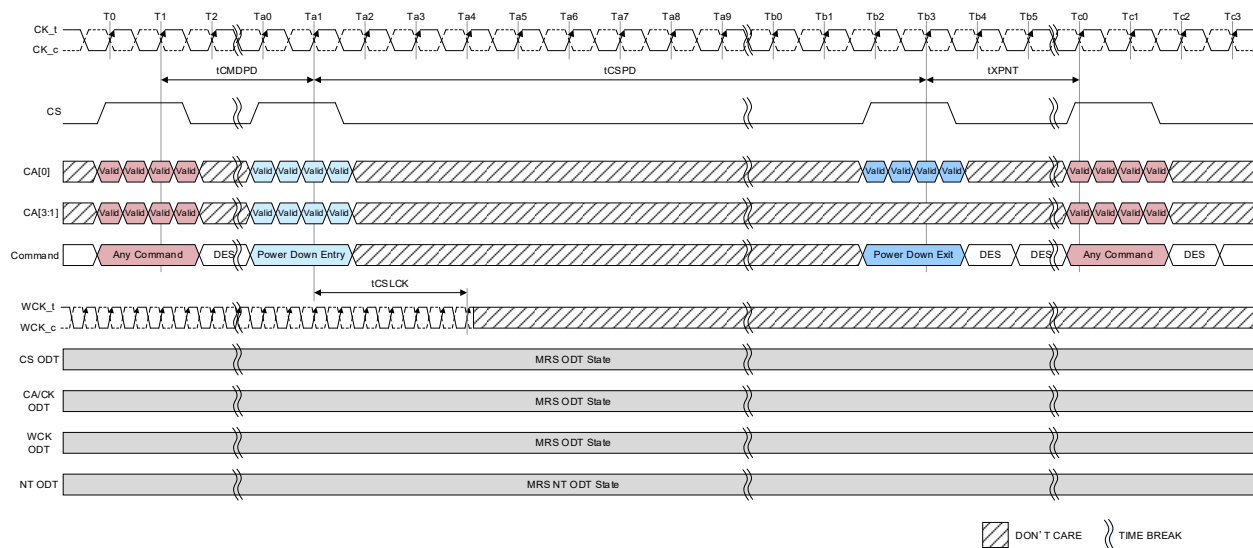 T0 T1 T2 Ta0 Ta1 Ta2 Ta3 Ta4 Ta5 Ta6 Ta7 Ta8 Ta9 Tb0 Tb1 Tb2 Tb3 Tb4 Tb5 Tc0 Tc1 Tc2 Tc3
CK_t
CK_c
tCMDPD tCSPD tXPNT
CS
CA[0] Valid Valid Valid Valid Valid Valid Valid Valid Valid Valid Valid Valid Valid Valid Valid Valid
CA[3:1] Valid Valid Valid Valid Valid Valid Valid Valid Valid Valid Valid Valid
Command Any Command DES Power Down Entry Power Down Exit DES DES Any Command DES
tCSLCK
WCK_t
WCK_c
CS ODT MRS ODT State
CA/CK
ODT MRS ODT State
WCK
ODT MRS ODT State
NT ODT MRS NT ODT State
DON'T CARE TIME BREAK